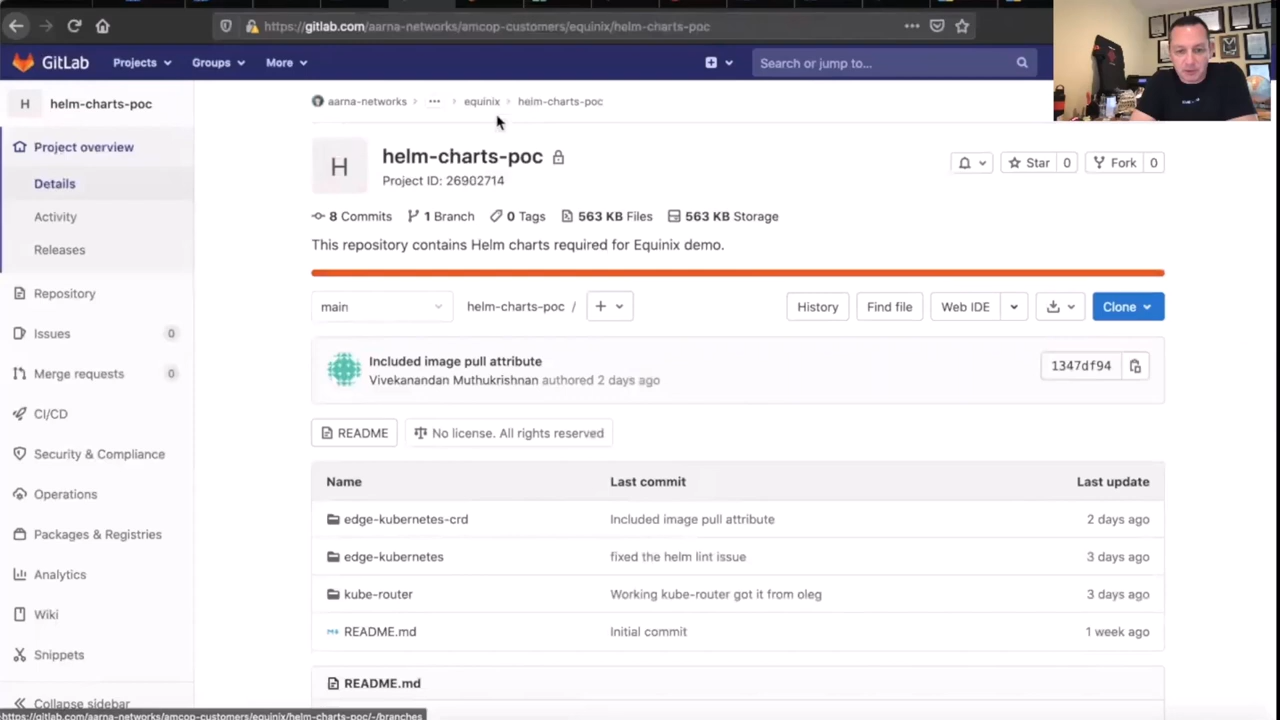 https://gitlab.com/aarna-networks/amcop-customers/equinix/helm-charts-poc
GitLab Projects Groups More Search or jump to...
H helm-charts-poc
Project overview
Details
Activity
Releases
Repository
Issues 0
Merge requests 0
CI/CD
Security & Compliance
Operations
Packages & Registries
Analytics
Wiki
Snippets
Collapse sidebar
aarna-networks > ... > equinix > helm-charts-poc
H
helm-charts-poc
Project ID: 26902714
Star 0 Fork 0
8 Commits 1 Branch 0 Tags 563 KB Files 563 KB Storage
This repository contains Helm charts required for Equinix demo.
main helm-charts-poc / + History Find file Web IDE Clone
Included image pull attribute
Vivekanandan Muthukrishnan authored 2 days ago
1347df94
README No license. All rights reserved
Name Last commit Last update
edge-kubernetes-crd Included image pull attribute 2 days ago
edge-kubernetes fixed the helm lint issue 3 days ago
kube-router Working kube-router got it from oleg 3 days ago
README.md Initial commit 1 week ago
README.md
https://gitlab.com/aarna-networks/amcop-customers/equinix/helm-charts-poc/-/branches